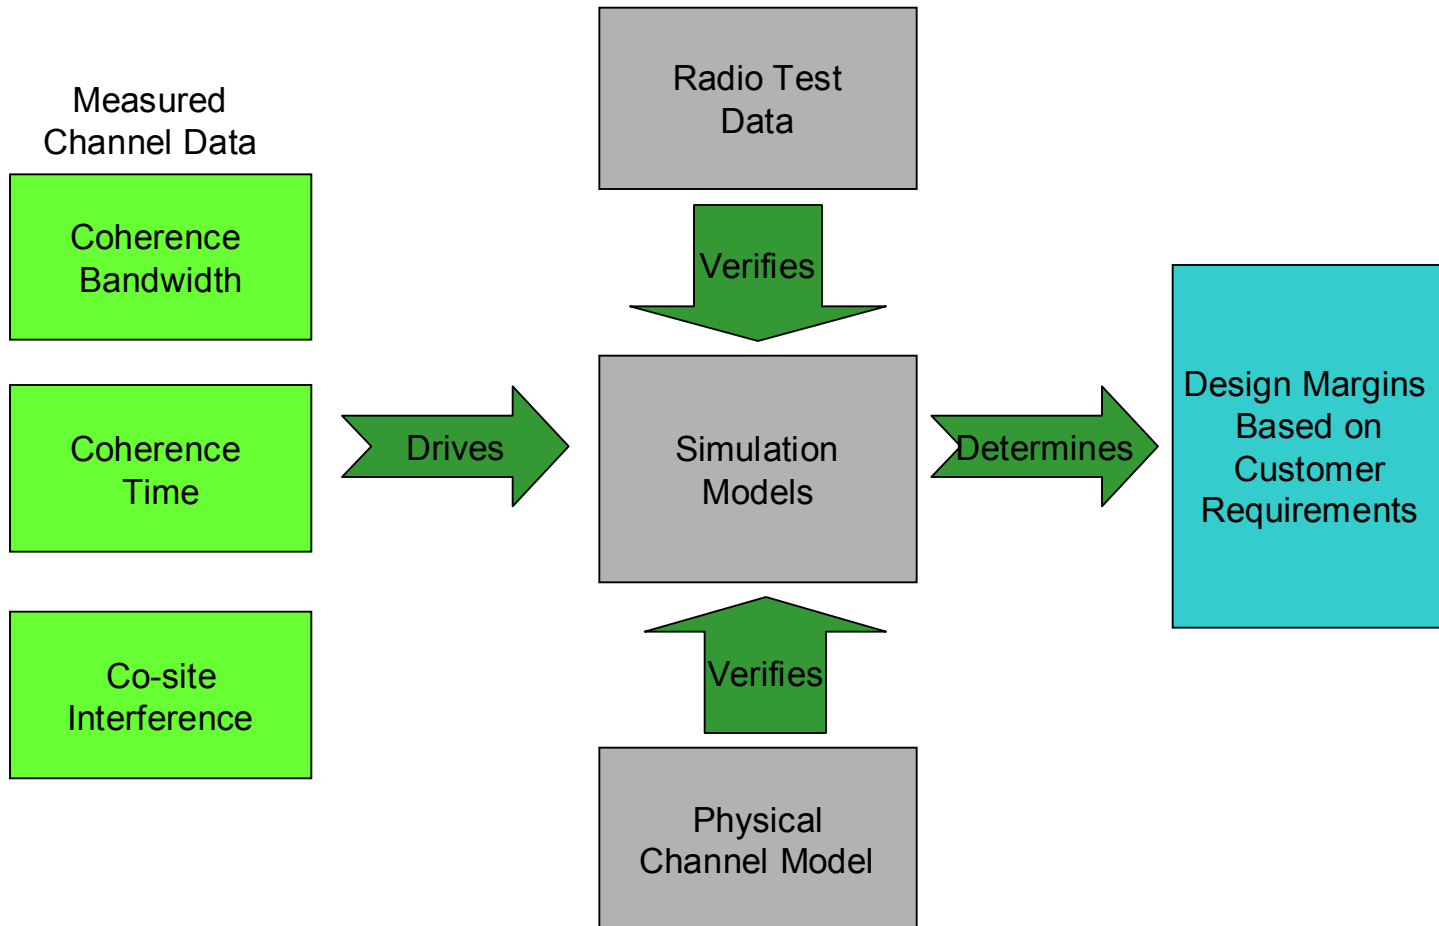 Measured
Channel Data
Coherence
Bandwidth
Coherence
Time
Co-site
Interference
Drives
Radio Test
Data
Verifies
Simulation
Models
Verifies
Physical
Channel Model
Determines
Design Margins
Based on
Customer
Requirements